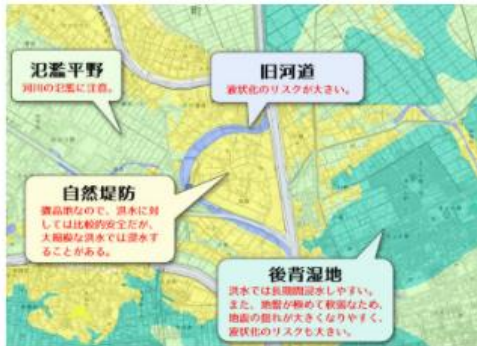 氾濫平野
河川の氾濫に注意。
旧河道
液状化のリスクが大きい。
自然堤防
微高地なので、洪水に対
しては比較的安全だが、
大規模な洪水では浸水す
ることがある。
後背湿地
洪水では長期間浸水しやすい。
また、地盤が極めて軟弱なため、
地震の揺れが大きくなりやすく、
液状化のリスクも大きい。